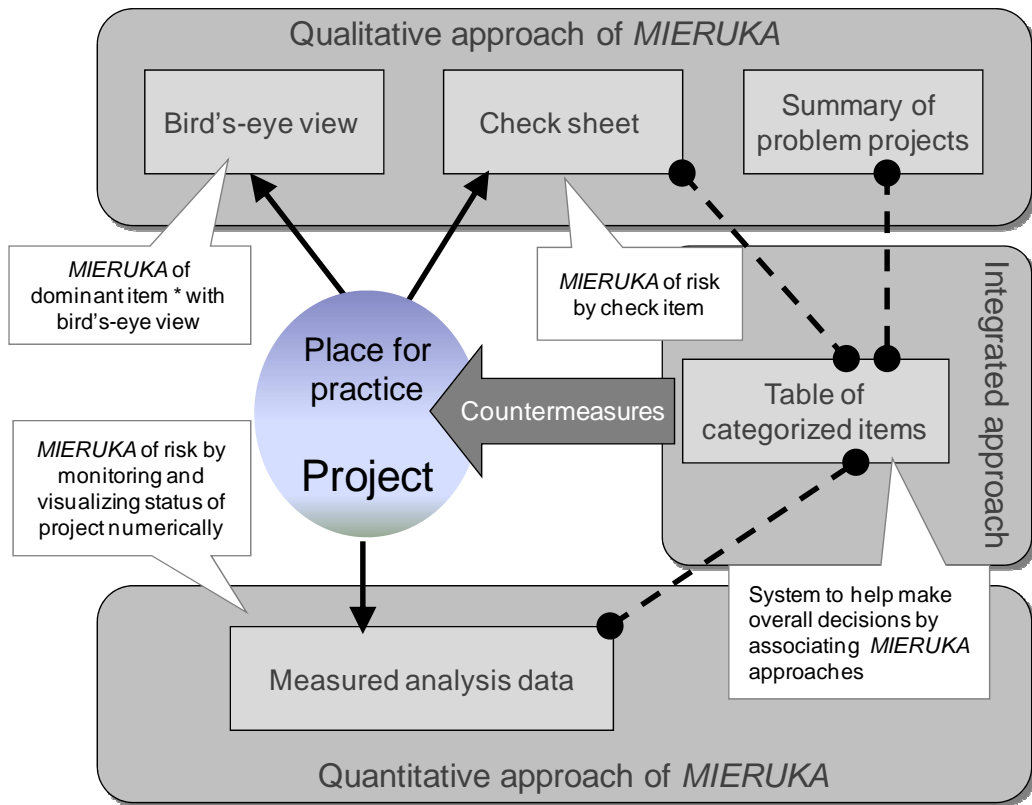 Qualitative approach of MIERUKA
Bird's-eye view
Check sheet
Summary of
problem projects
MIERUKA of
dominant item * with
bird's-eye view
MIERUKA of risk
by check item
Integrated approach
Place for
practice
Project
Countermeasures
Table of
categorized items
MIERUKA of risk by
monitoring and
visualizing status of
project numerically
System to help make
overall decisions by
associating MIERUKA
approaches
Measured analysis data
Quantitative approach of MIERUKA